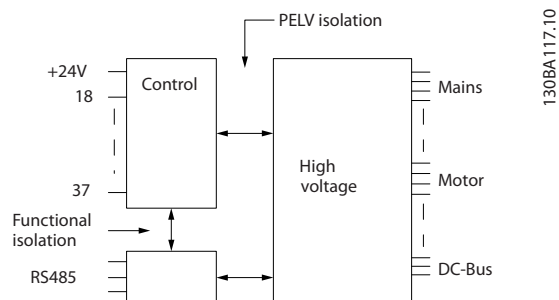 PELV isolation
+24V
Control
18
37
High
voltage
Mains
Motor
DC-Bus
Functional
isolation
RS485
130BA117.10